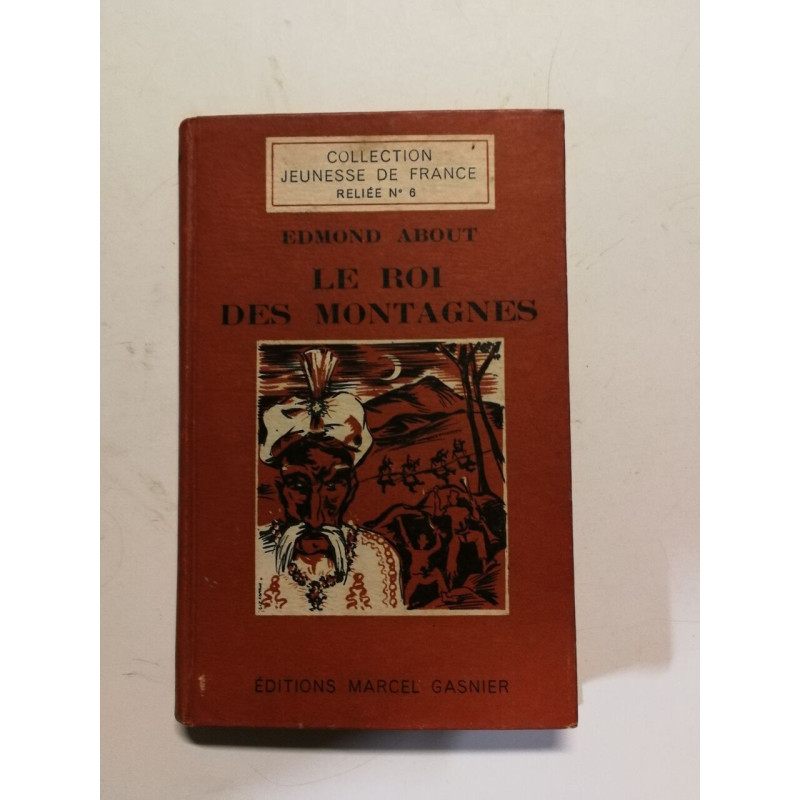 COLLECTION
JEUNESSE DE FRANCE
RELIÉE N° 6
EDMOND ABOUT
LE ROI
DES MONTAGNES
ÉDITIONS MARCEL GASNIER